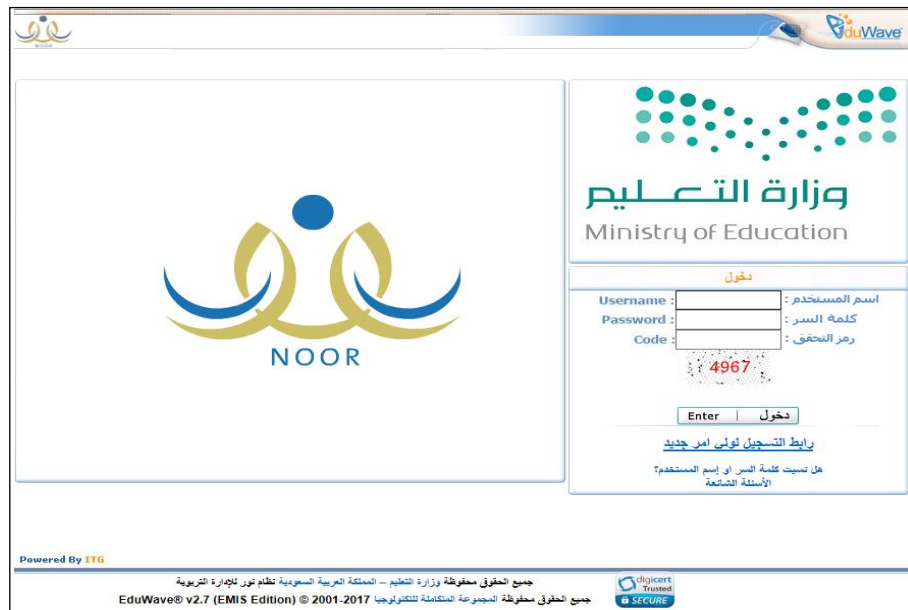 NOOR
EduWave
وزارة التعليم
Ministry of Education
NOOR
دخول
Username : اسم المستخدم :
Password : كلمة السر :
Code : رمز التحقق :
4967
Enter | دخول
رابط التسجيل لولي امر جديد
هل نسيت كلمة السر او إسم المستخدم؟
الأسئلة الشائعة
Powered By ITG
جميع الحقوق محفوظة وزارة التعليم – المملكة العربية السعودية نظام نور للإدارة التربوية
جميع الحقوق محفوظة المجموعة المتكاملة للتكنولوجيا EduWave® v2.7 (EMIS Edition) © 2001-2017
digicert
Trusted
SECURE